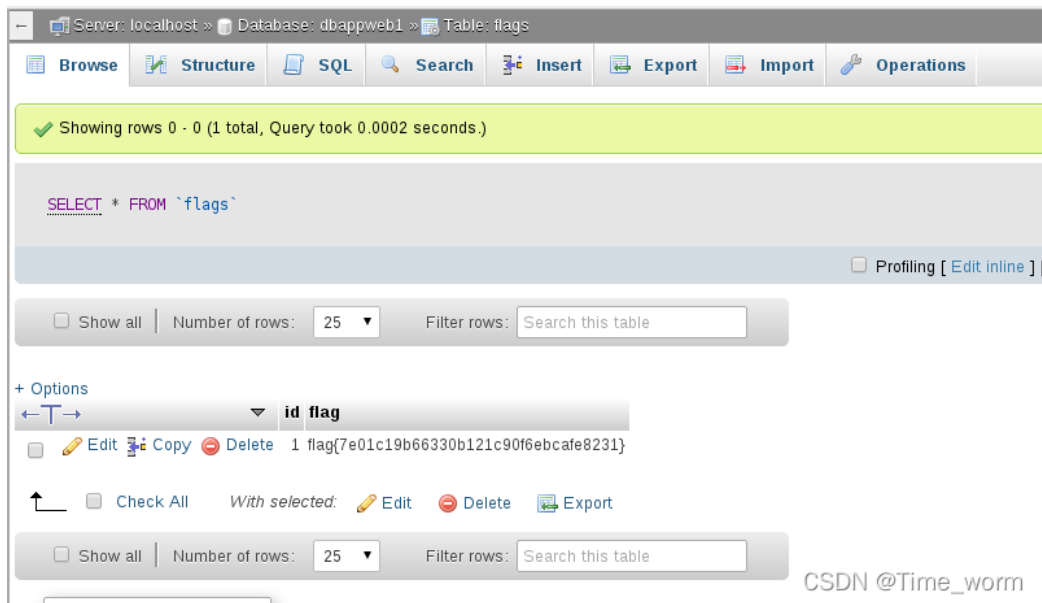 ← Server: localhost » Database: dbappweb1 » Table: flags
Browse Structure SQL Search Insert Export Import Operations
Showing rows 0 - 0 (1 total, Query took 0.0002 seconds.)
SELECT * FROM `flags`
Profiling [ Edit inline ]
Show all Number of rows: 25 Filter rows: Search this table
+ Options
←T→ id flag
Edit Copy Delete 1 flag{7e01c19b66330b121c90f6ebcafe8231}
Check All With selected: Edit Delete Export
Show all Number of rows: 25 Filter rows: Search this table
CSDN @Time_worm